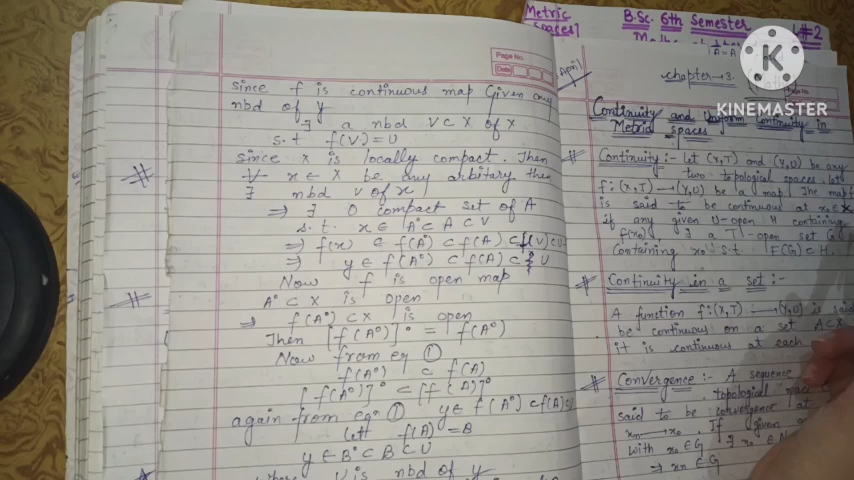 Metric
spaces]
B.Sc. 6th Semester
#2
KINEMASTER
Page No.
Date
since f is continuous map Given any
nbd of y
∃ a nbd V⊂X of x
s.t f(V)=U
since X is locally compact. Then
∀ x∈X be any arbitrary then
∃ nbd V of x
⇒ ∃ O compact set of A
s.t. x∈ A°⊂A⊂V
⇒ f(x) ∈ f(A°)⊂f(A)⊂f(V)⊂U
⇒ y∈f(A°)⊂f(A)⊂ U
Now f is open map
A°⊂X is open
⇒ f(A°)⊂X is open
Then [f(A°)]° = f(A°)
Now from eq ①
f(A°) ⊂ f(A)
[f(A°)]° ⊂ [f(A)]°
again from eqn ① y∈f(A°)⊂f(A)⊂U
let f(A)=B
y∈B°⊂B⊂U
U is nbd of y
April
chapter→3.
Continuity and Uniform Continuity in
Metric spaces
Continuity:- Let (X,T) and (Y,U) be any
two topological spaces let
f:(X,T)→(Y,U) be a map. The map f
is said to be continuous at x₀∈X
if any given U-open H containing
f(x₀), ∃ a T-open set G
Containing x₀ s.t. f(G)⊂H.
Continuity in a set:-
A function f:(X,T)→(Y,U) is said
be continuous on a set A⊂X
it is continuous at each
Convergence:- A sequence
topological space
said to be convergence at
xn→x₀. If given
with x₀∈G
⇒ xn∈G